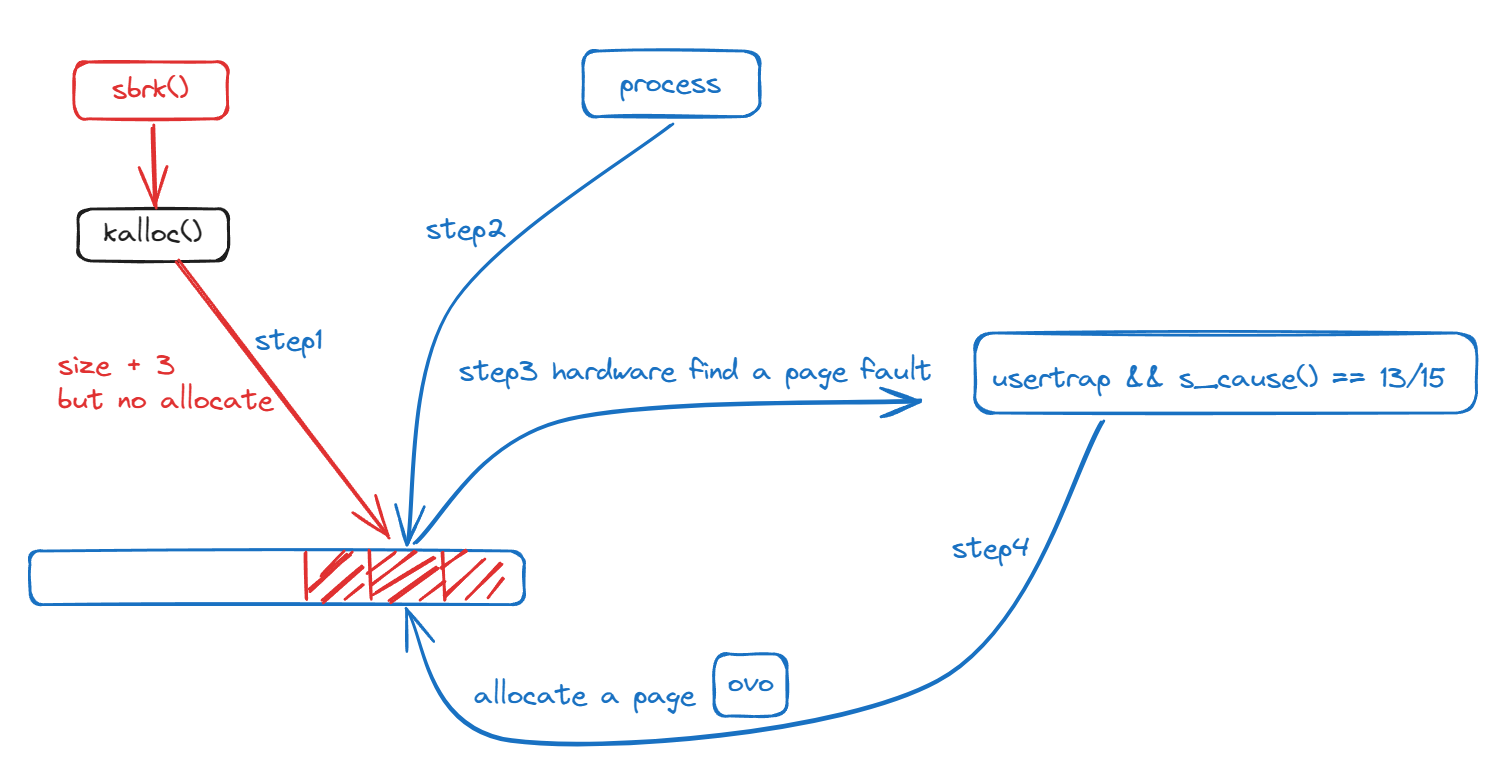 sbrk()
process
kalloc()
step2
step1
size + 3
but no allocate
step3 hardware find a page fault
usertrap && s_cause() == 13/15
step4
allocate a page
ovo